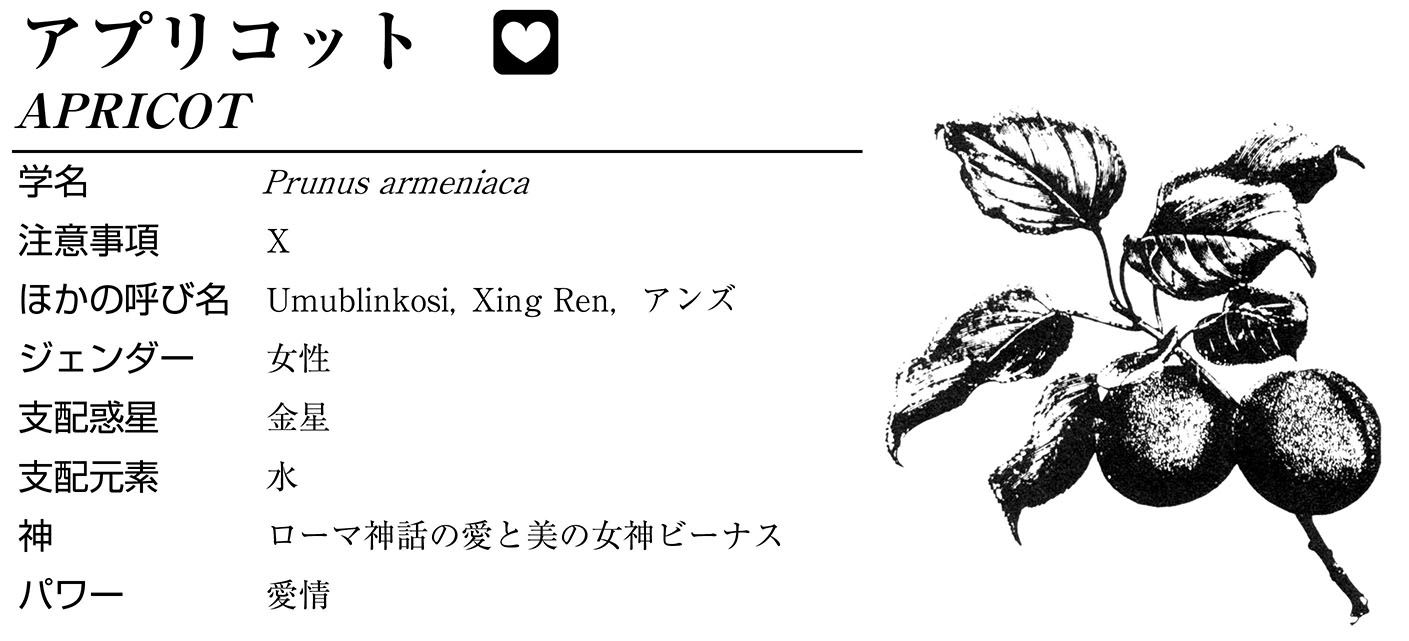 アプリコット
APRICOT
学名 Prunus armeniaca
注意事項 X
ほかの呼び名 Umublinkosi, Xing Ren, アンズ
ジェンダー 女性
支配惑星 金星
支配元素 水
神 ローマ神話の愛と美の女神ビーナス
パワー 愛情